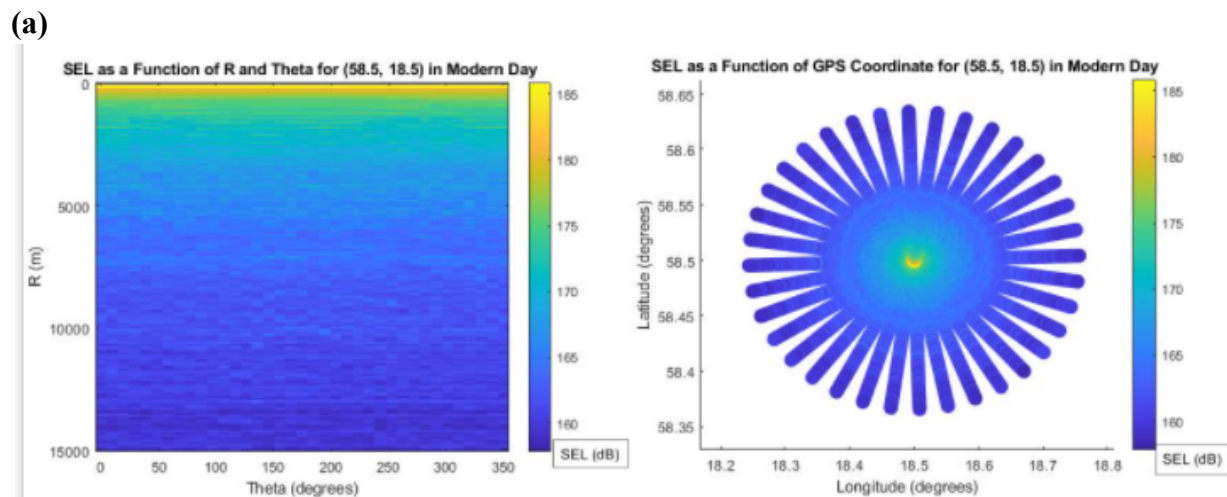 (a)
SEL as a Function of R and Theta for (58.5, 18.5) in Modern Day
0
5000
10000
15000
R (m)
0 50 100 150 200 250 300 350
Theta (degrees)
185
180
175
170
165
160
SEL (dB)
SEL as a Function of GPS Coordinate for (58.5, 18.5) in Modern Day
58.65
58.6
58.55
58.5
58.45
58.4
58.35
Latitude (degrees)
18.2 18.3 18.4 18.5 18.6 18.7 18.8
Longitude (degrees)
185
180
175
170
165
160
SEL (dB)